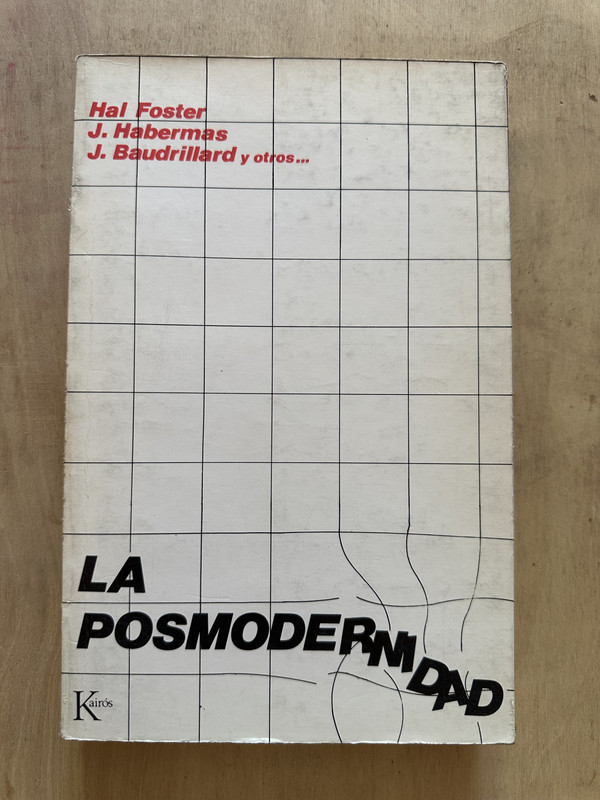 Hal Foster
J. Habermas
J. Baudrillard y otros...
LA
POSMODERNIDAD
Kairós